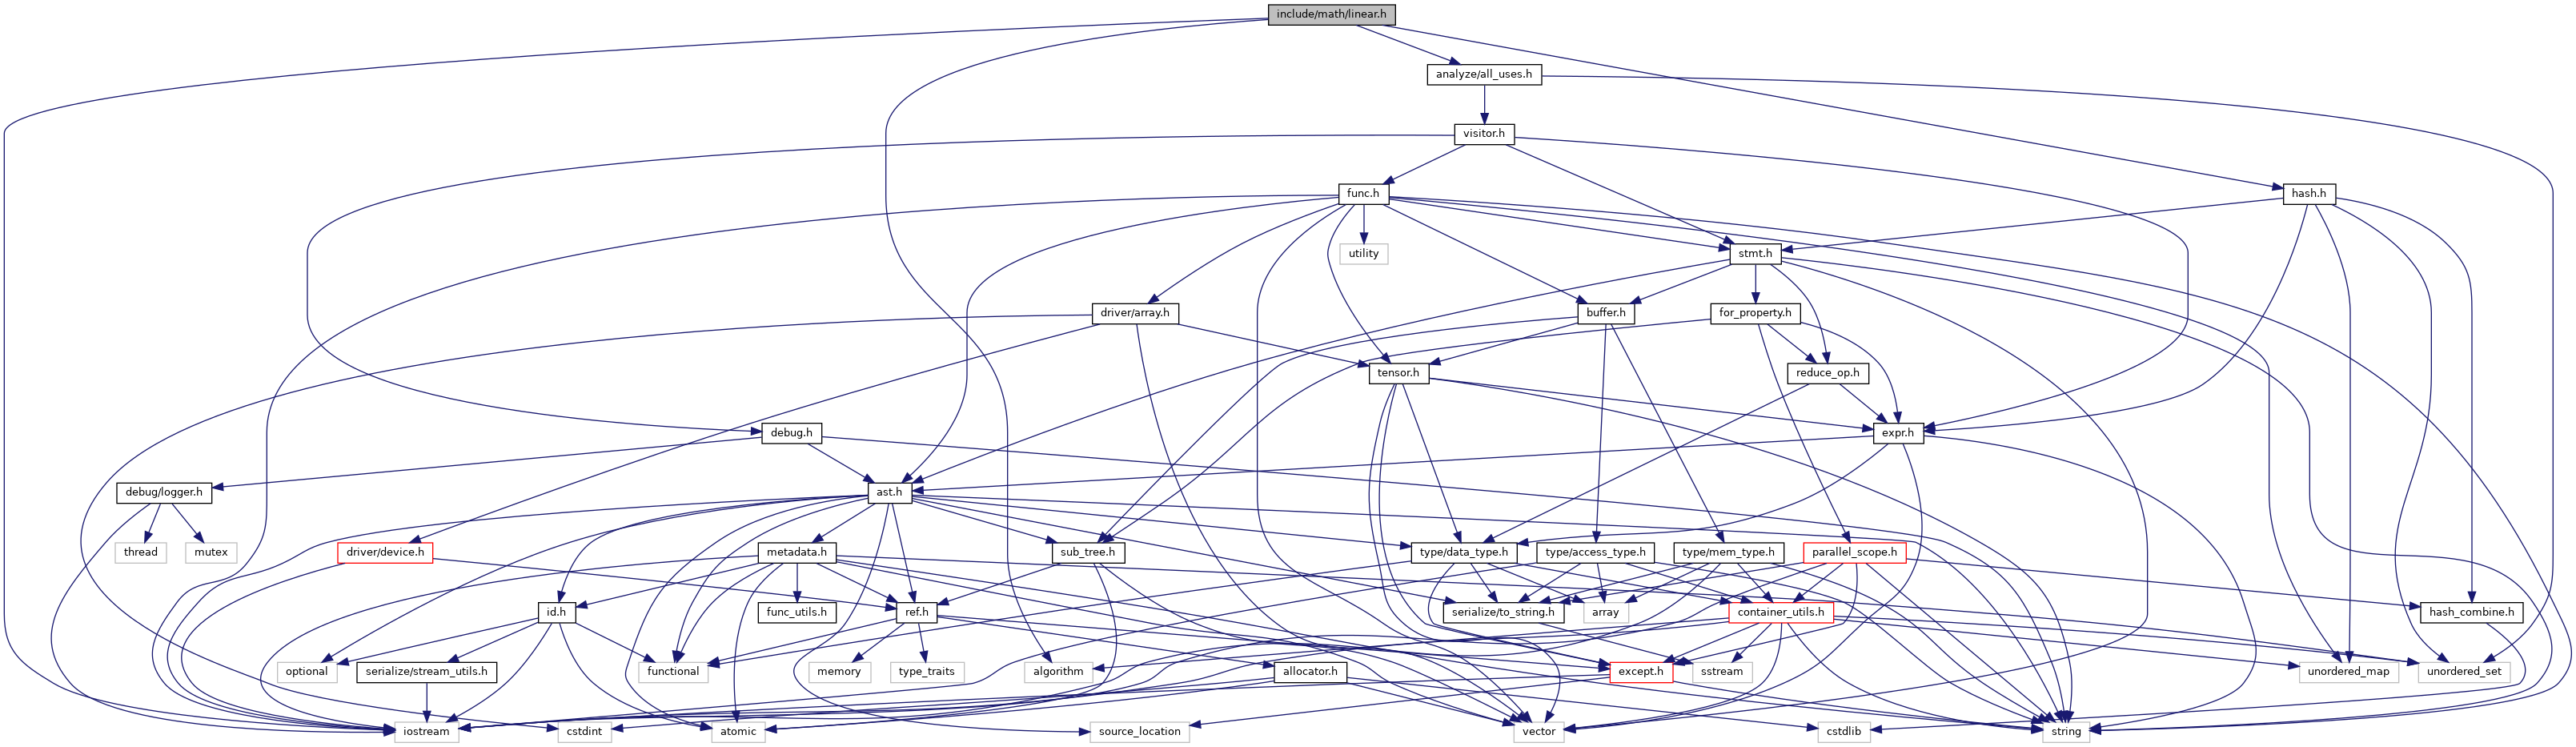 include/math/linear.h
analyze/all_uses.h
visitor.h
func.h
hash.h
utility
stmt.h
driver/array.h
buffer.h
for_property.h
tensor.h
reduce_op.h
debug.h
expr.h
debug/logger.h
ast.h
thread
mutex
driver/device.h
metadata.h
sub_tree.h
type/data_type.h
type/access_type.h
type/mem_type.h
parallel_scope.h
id.h
func_utils.h
ref.h
serialize/to_string.h
array
container_utils.h
hash_combine.h
optional
serialize/stream_utils.h
functional
memory
type_traits
algorithm
allocator.h
except.h
sstream
unordered_map
unordered_set
iostream
cstdint
atomic
source_location
vector
cstdlib
string